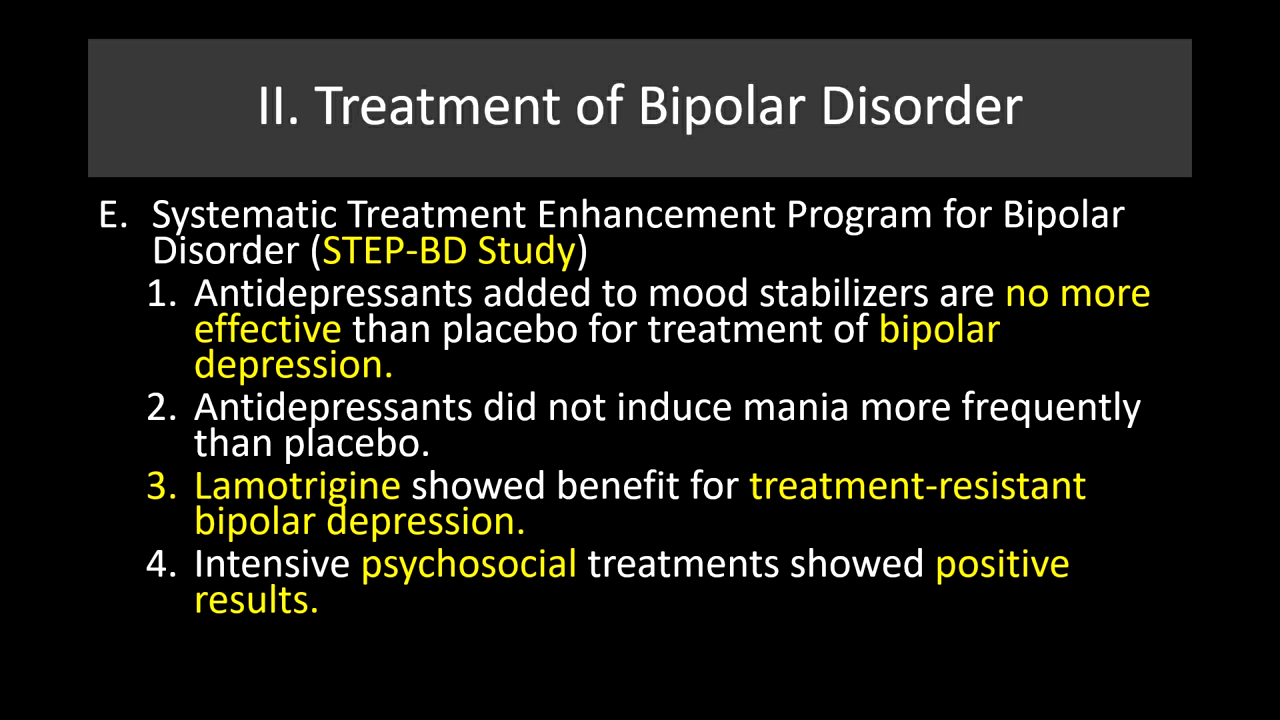 II. Treatment of Bipolar Disorder
E. Systematic Treatment Enhancement Program for Bipolar
Disorder (STEP-BD Study)
1. Antidepressants added to mood stabilizers are no more
effective than placebo for treatment of bipolar
depression.
2. Antidepressants did not induce mania more frequently
than placebo.
3. Lamotrigine showed benefit for treatment-resistant
bipolar depression.
4. Intensive psychosocial treatments showed positive
results.